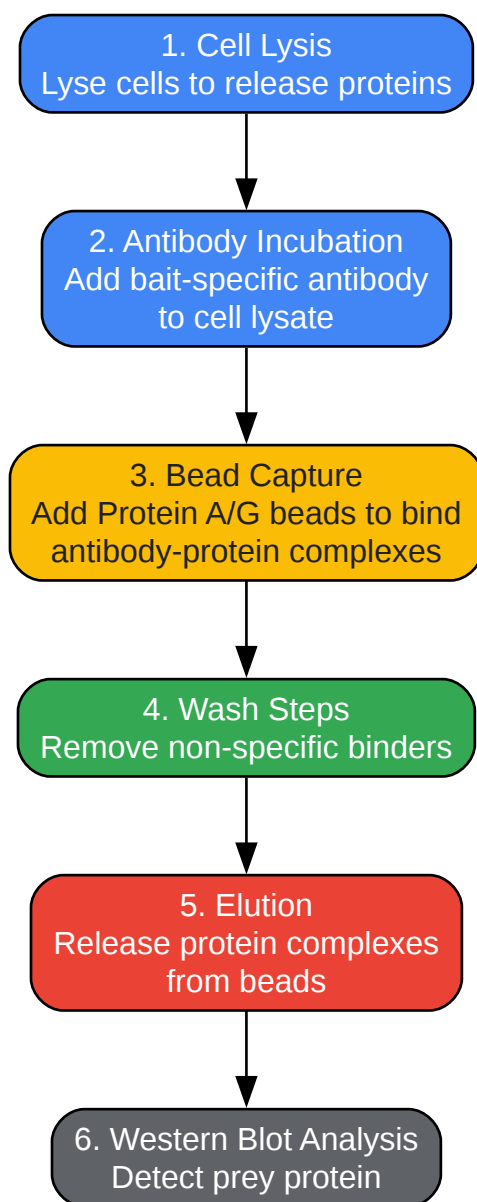 1. Cell Lysis
Lyse cells to release proteins
2. Antibody Incubation
Add bait-specific antibody
to cell lysate
3. Bead Capture
Add Protein A/G beads to bind
antibody-protein complexes
4. Wash Steps
Remove non-specific binders
5. Elution
Release protein complexes
from beads
6. Western Blot Analysis
Detect prey protein